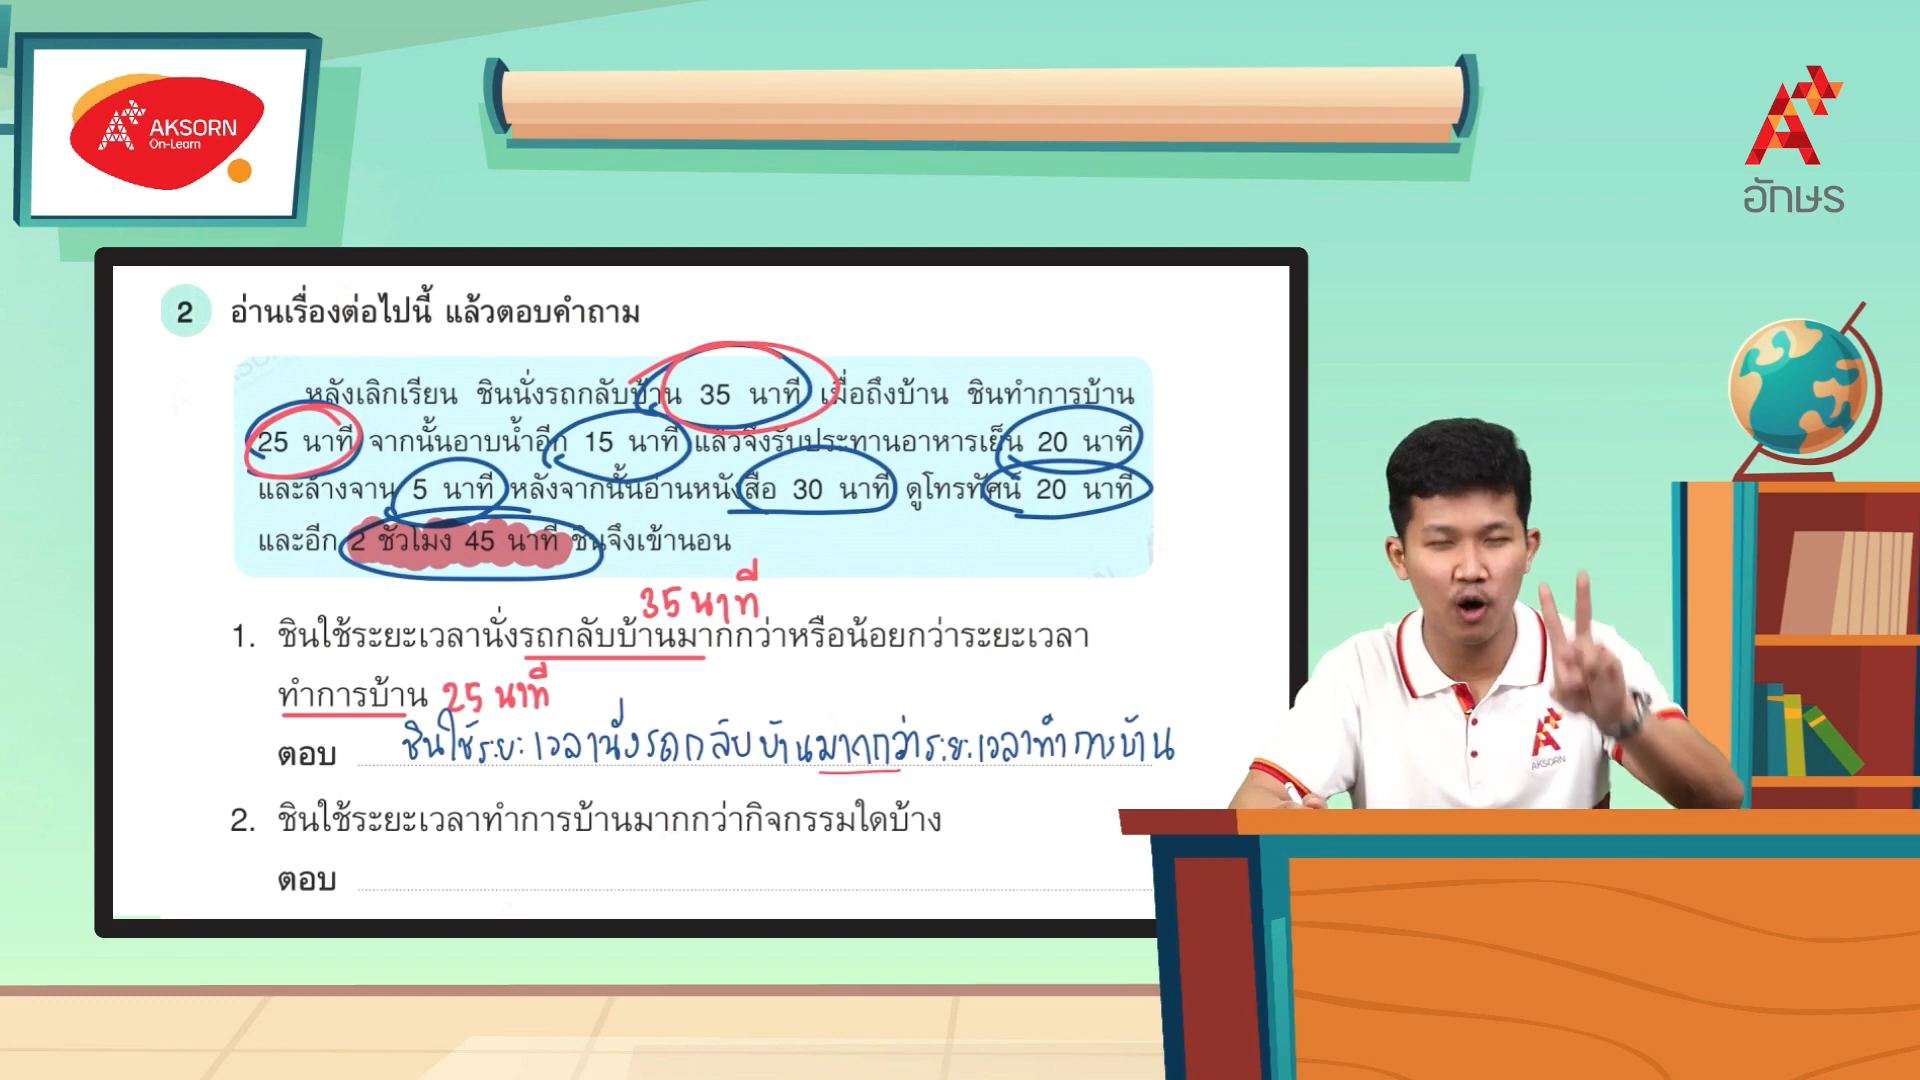 AKSORN
On-Learn
อักษร
2 อ่านเรื่องต่อไปนี้ แล้วตอบคำถาม
หลังเลิกเรียน ชินนั่งรถกลับบ้าน 35 นาที เมื่อถึงบ้าน ชินทำการบ้าน
25 นาที จากนั้นอาบน้ำอีก 15 นาที แล้วจึงรับประทานอาหารเย็น 20 นาที
และล้างจาน 5 นาที หลังจากนั้นอ่านหนังสือ 30 นาที ดูโทรทัศน์ 20 นาที
และอีก 2 ชั่วโมง 45 นาที ชินจึงเข้านอน
35 นาที
1. ชินใช้ระยะเวลานั่งรถกลับบ้านมากกว่าหรือน้อยกว่าระยะเวลา
ทำการบ้าน 25 นาที
ตอบ ชินใช้ระยะเวลานั่งรถกลับบ้านมากกว่าระยะเวลาทำการบ้าน
2. ชินใช้ระยะเวลาทำการบ้านมากกว่ากิจกรรมใดบ้าง
ตอบ
AKSORN